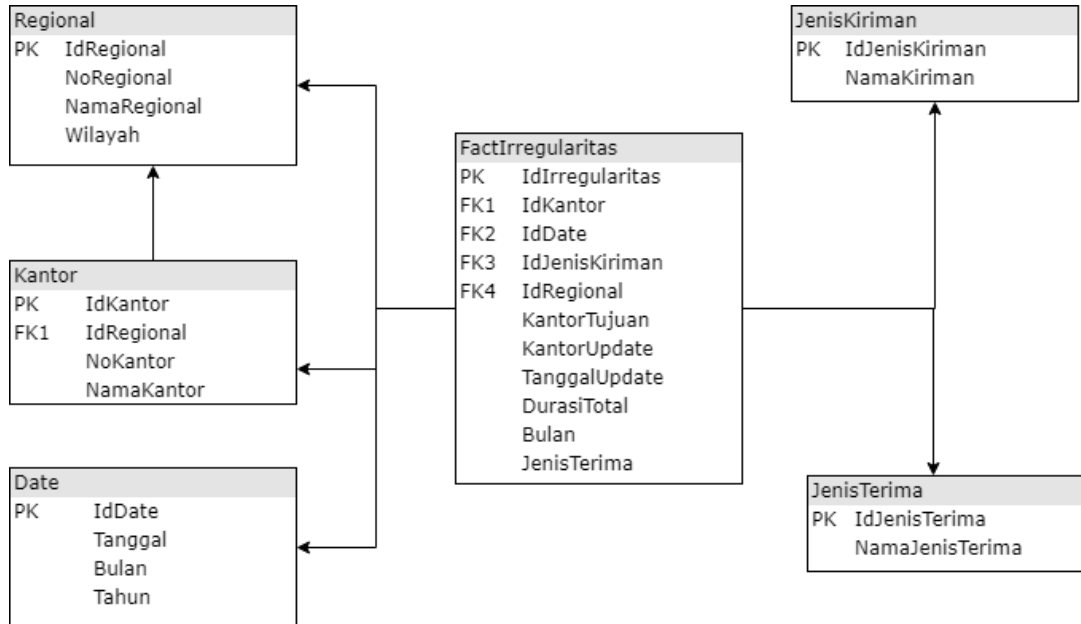 Regional
PK IdRegional
NoRegional
NamaRegional
Wilayah
Kantor
PK IdKantor
FK1 IdRegional
NoKantor
NamaKantor
Date
PK IdDate
Tanggal
Bulan
Tahun
FactIrregularitas
PK IdIrregularitas
FK1 IdKantor
FK2 IdDate
FK3 IdJenisKiriman
FK4 IdRegional
KantorTujuan
KantorUpdate
TanggalUpdate
DurasiTotal
Bulan
JenisTerima
JenisKiriman
PK IdJenisKiriman
NamaKiriman
JenisTerima
PK IdJenisTerima
NamaJenisTerima